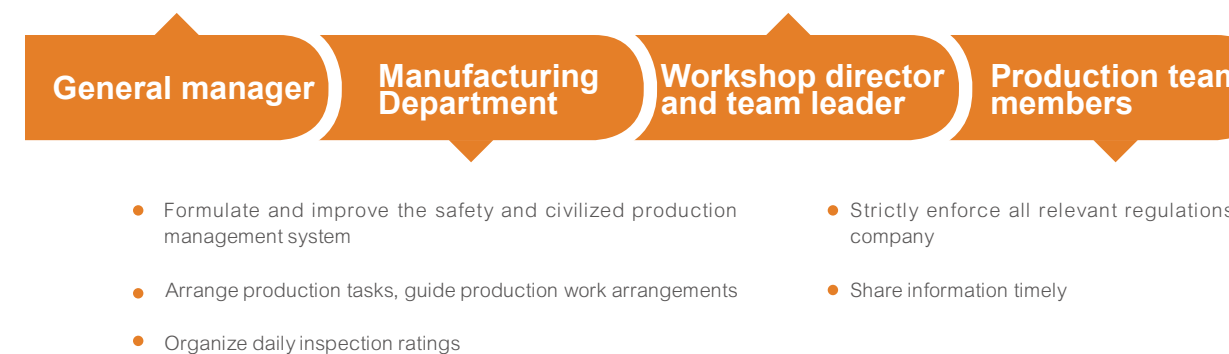 General manager
Manufacturing
Department
Workshop director
and team leader
Production team
members
Formulate and improve the safety and civilized production
management system
Arrange production tasks, guide production work arrangements
Organize daily inspection ratings
Strictly enforce all relevant regulations
company
Share information timely